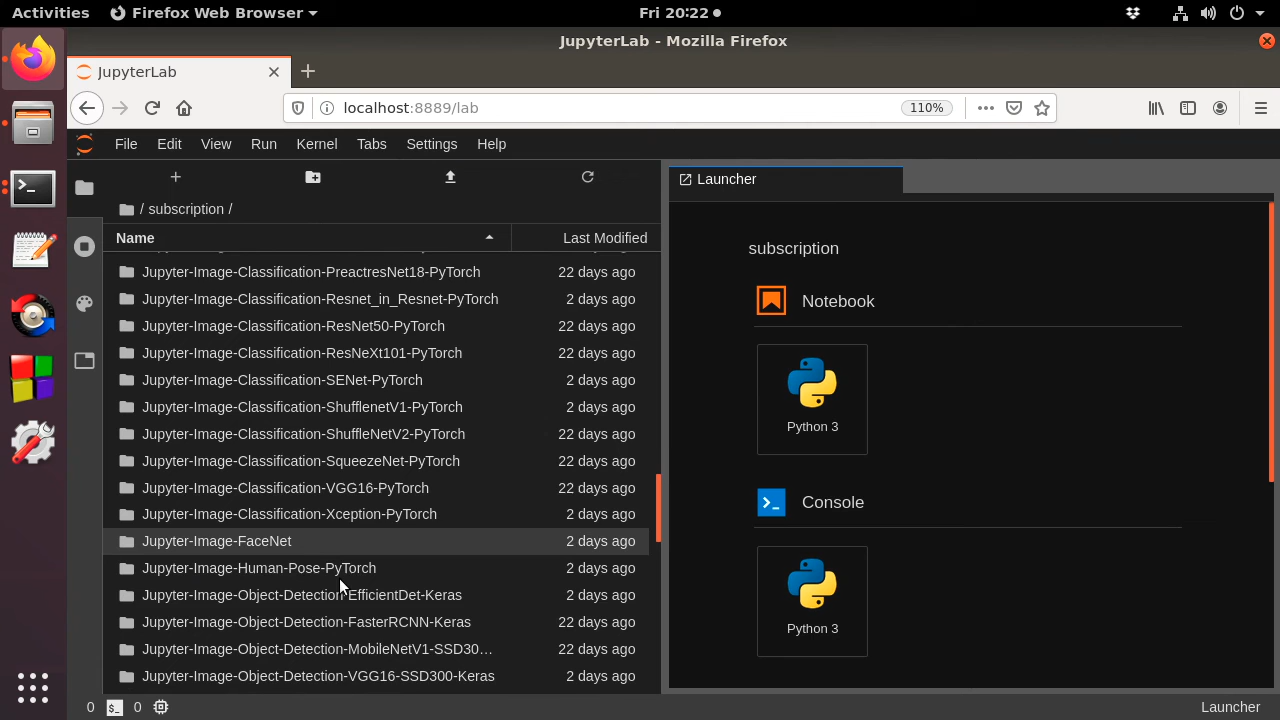 Activities Firefox Web Browser Fri 20:22
JupyterLab - Mozilla Firefox
JupyterLab
localhost:8889/lab 110%
File Edit View Run Kernel Tabs Settings Help
/ subscription /
Name Last Modified
Jupyter-Image-Classification-PreactresNet18-PyTorch 22 days ago
Jupyter-Image-Classification-Resnet_in_Resnet-PyTorch 2 days ago
Jupyter-Image-Classification-ResNet50-PyTorch 22 days ago
Jupyter-Image-Classification-ResNeXt101-PyTorch 22 days ago
Jupyter-Image-Classification-SENet-PyTorch 2 days ago
Jupyter-Image-Classification-ShufflenetV1-PyTorch 2 days ago
Jupyter-Image-Classification-ShuffleNetV2-PyTorch 22 days ago
Jupyter-Image-Classification-SqueezeNet-PyTorch 22 days ago
Jupyter-Image-Classification-VGG16-PyTorch 22 days ago
Jupyter-Image-Classification-Xception-PyTorch 2 days ago
Jupyter-Image-FaceNet 2 days ago
Jupyter-Image-Human-Pose-PyTorch 2 days ago
Jupyter-Image-Object-Detection-EfficientDet-Keras 2 days ago
Jupyter-Image-Object-Detection-FasterRCNN-Keras 22 days ago
Jupyter-Image-Object-Detection-MobileNetV1-SSD30… 22 days ago
Jupyter-Image-Object-Detection-VGG16-SSD300-Keras 2 days ago
Launcher
subscription
Notebook
Python 3
Console
Python 3
0 $_ 0 Launcher